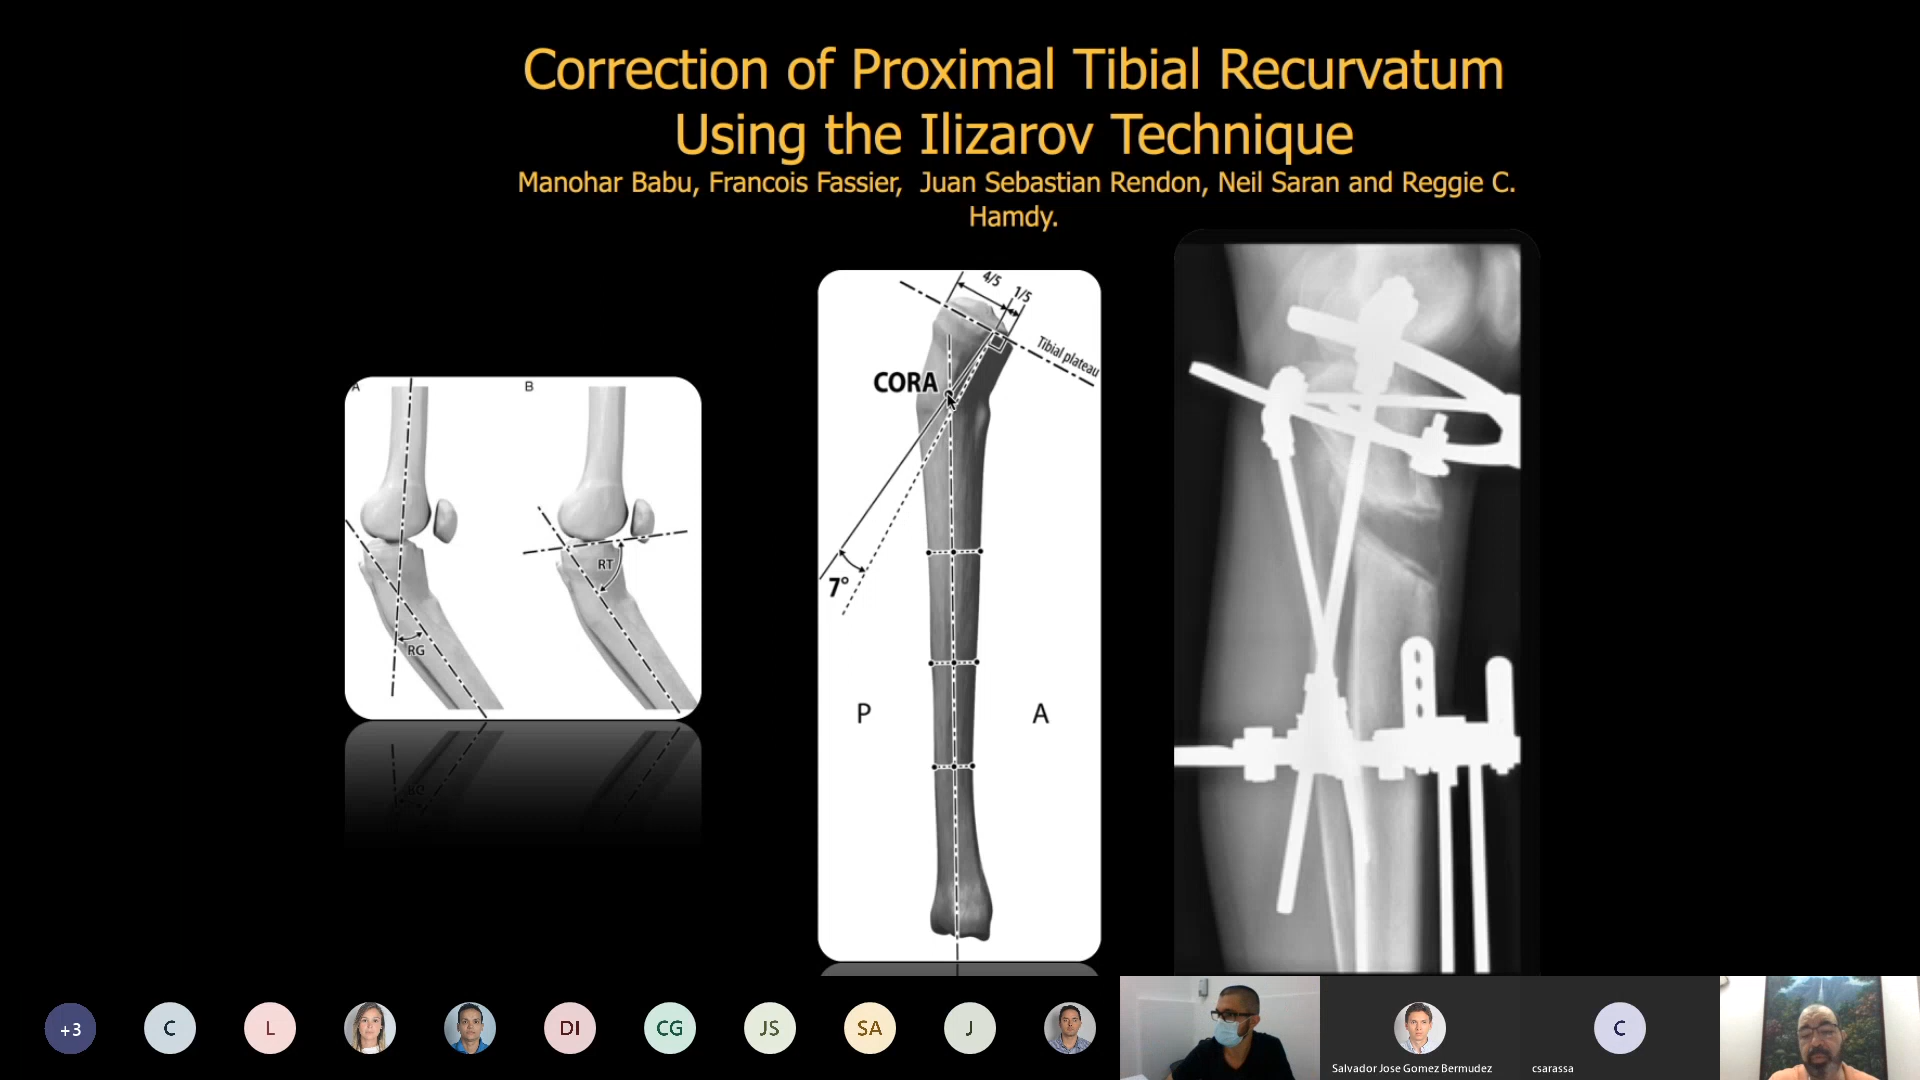 Correction of Proximal Tibial Recurvatum
Using the Ilizarov Technique
Manohar Babu, Francois Fassier, Juan Sebastian Rendon, Neil Saran and Reggie C.
Hamdy.
A
B
RT
RG
4/5
1/5
Tibial plateau
CORA
7°
P
A
+3
C
L
DI
CG
JS
SA
J
Salvador Jose Gomez Bermudez
C
csarassa